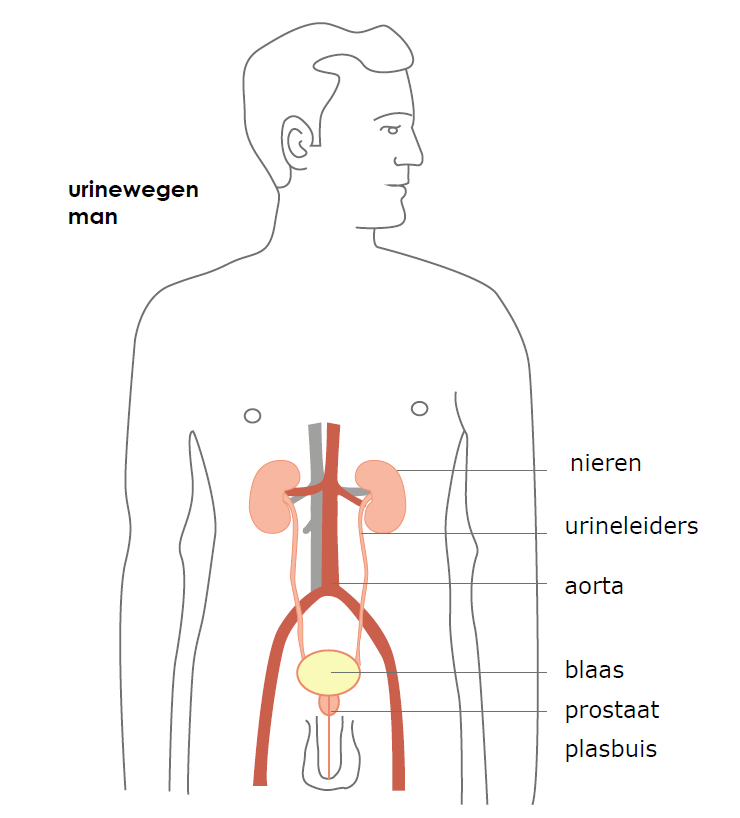 urinewegen
man
nieren
urineleiders
aorta
blaas
prostaat
plasbuis